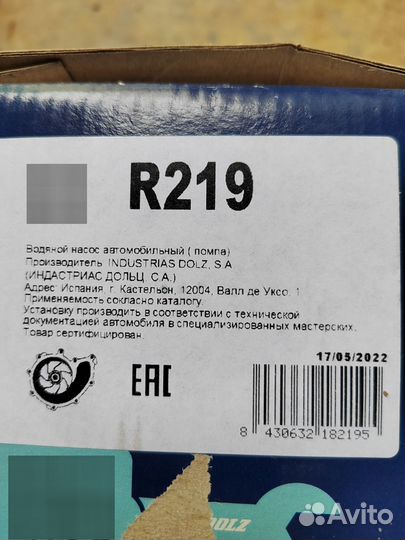 R219
Водяной насос автомобильный ( помпа)
Производитель: INDUSTRIAS DOLZ, S.A.
(ИНДАСТРИАС ДОЛЬЦ, С.А.)
Адрес: Испания, г. Кастельон, 12004, Валл де Уксо, 1
Применяемость сокласно каталогу.
Установку производить в соответствии с технической
документацией автомобиля в специализированных мастерских.
Товар сертифицирован.
17/05/2022
EAC
8 430632 182195
DOLZ
Avito